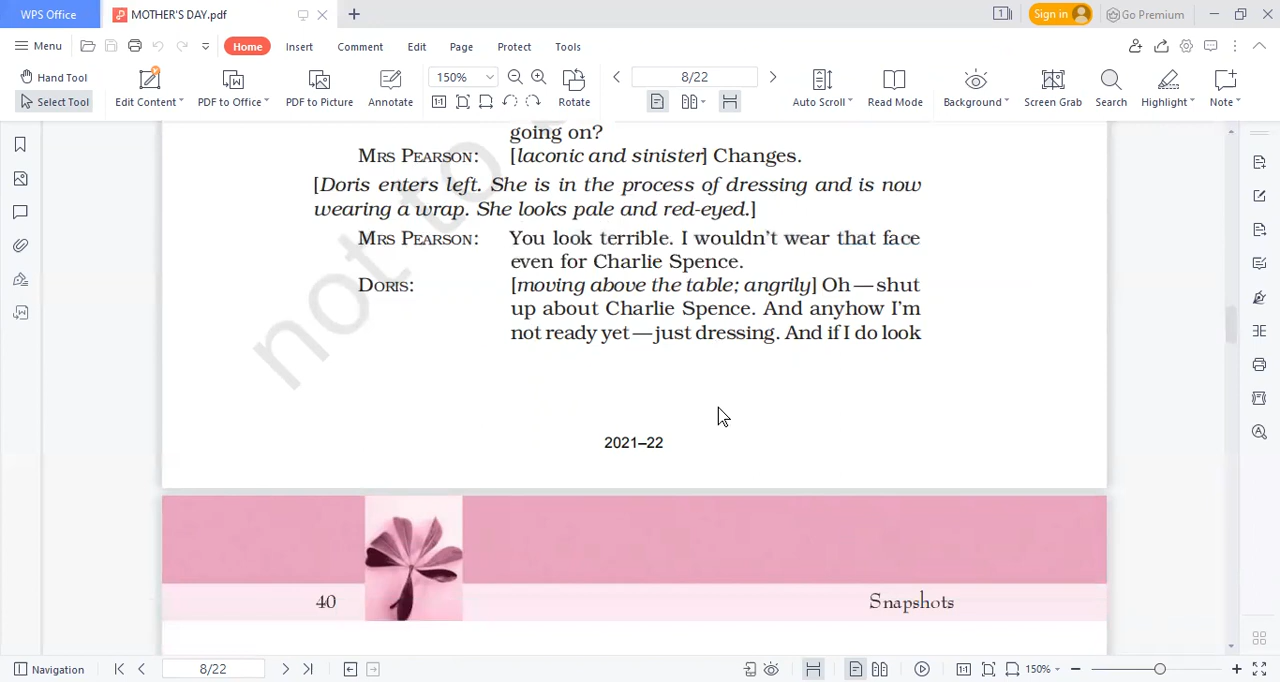 WPS Office
MOTHER'S DAY.pdf
1
Sign in
Go Premium
Menu
Home
Insert
Comment
Edit
Page
Protect
Tools
Hand Tool
Select Tool
Edit Content
PDF to Office
PDF to Picture
Annotate
150%
Rotate
8/22
Auto Scroll
Read Mode
Background
Screen Grab
Search
Highlight
Note
going on?
MRS PEARSON: [laconic and sinister] Changes.
[Doris enters left. She is in the process of dressing and is now
wearing a wrap. She looks pale and red-eyed.]
MRS PEARSON: You look terrible. I wouldn't wear that face
even for Charlie Spence.
DORIS: [moving above the table; angrily] Oh—shut
up about Charlie Spence. And anyhow I'm
not ready yet—just dressing. And if I do look
not to
2021–22
40
Snapshots
Navigation
8/22
150%